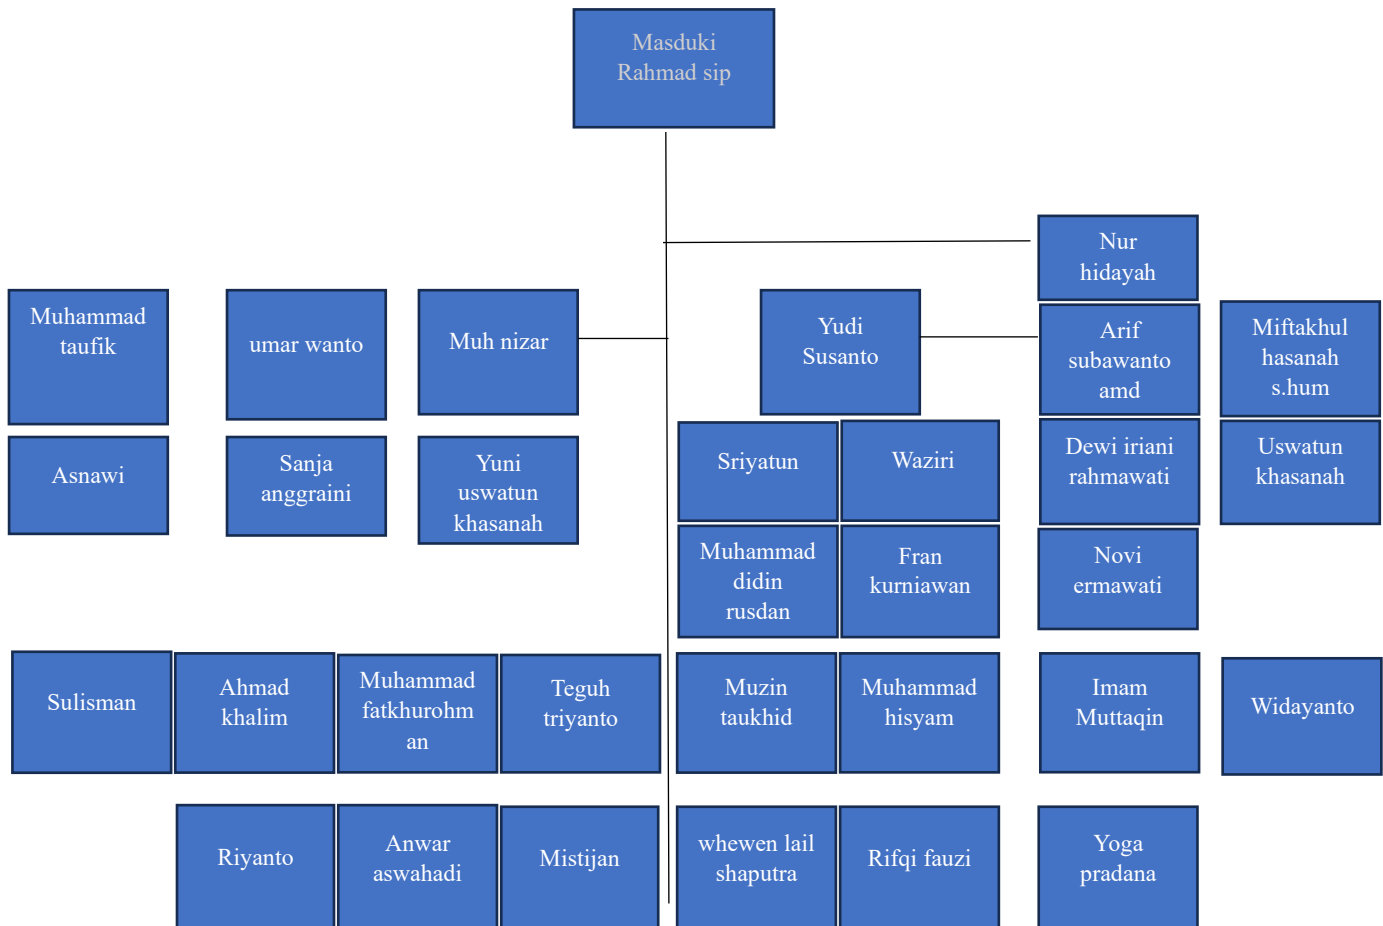 Masduki
Rahmad sip
Nur
hidayah
Muhammad
taufik
umar wanto
Muh nizar
Yudi
Susanto
Arif
subawanto
amd
Miftakhul
hasanah
s.hum
Asnawi
Sanja
anggraini
Yuni
uswatun
khasanah
Sriyatun
Waziri
Dewi iriani
rahmawati
Uswatun
khasanah
Muhammad
didin
rusdan
Fran
kurniawan
Novi
ermawati
Sulisman
Ahmad
khalim
Muhammad
fatkhurohm
an
Teguh
triyanto
Muzin
taukhid
Muhammad
hisyam
Imam
Muttaqin
Widayanto
Riyanto
Anwar
aswahadi
Mistijan
whewen lail
shaputra
Rifqi fauzi
Yoga
pradana